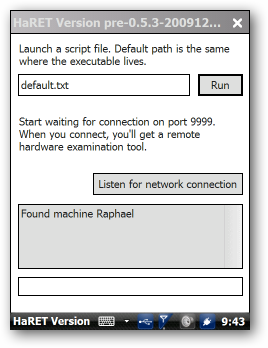 HaRET Version pre-0.5.3-200912...
Launch a script file. Default path is the same
where the executable lives.
default.txt
Run
Start waiting for connection on port 9999.
When you connect, you'll get a remote
hardware examination tool.
Listen for network connection
Found machine Raphael
HaRET Version
9:43